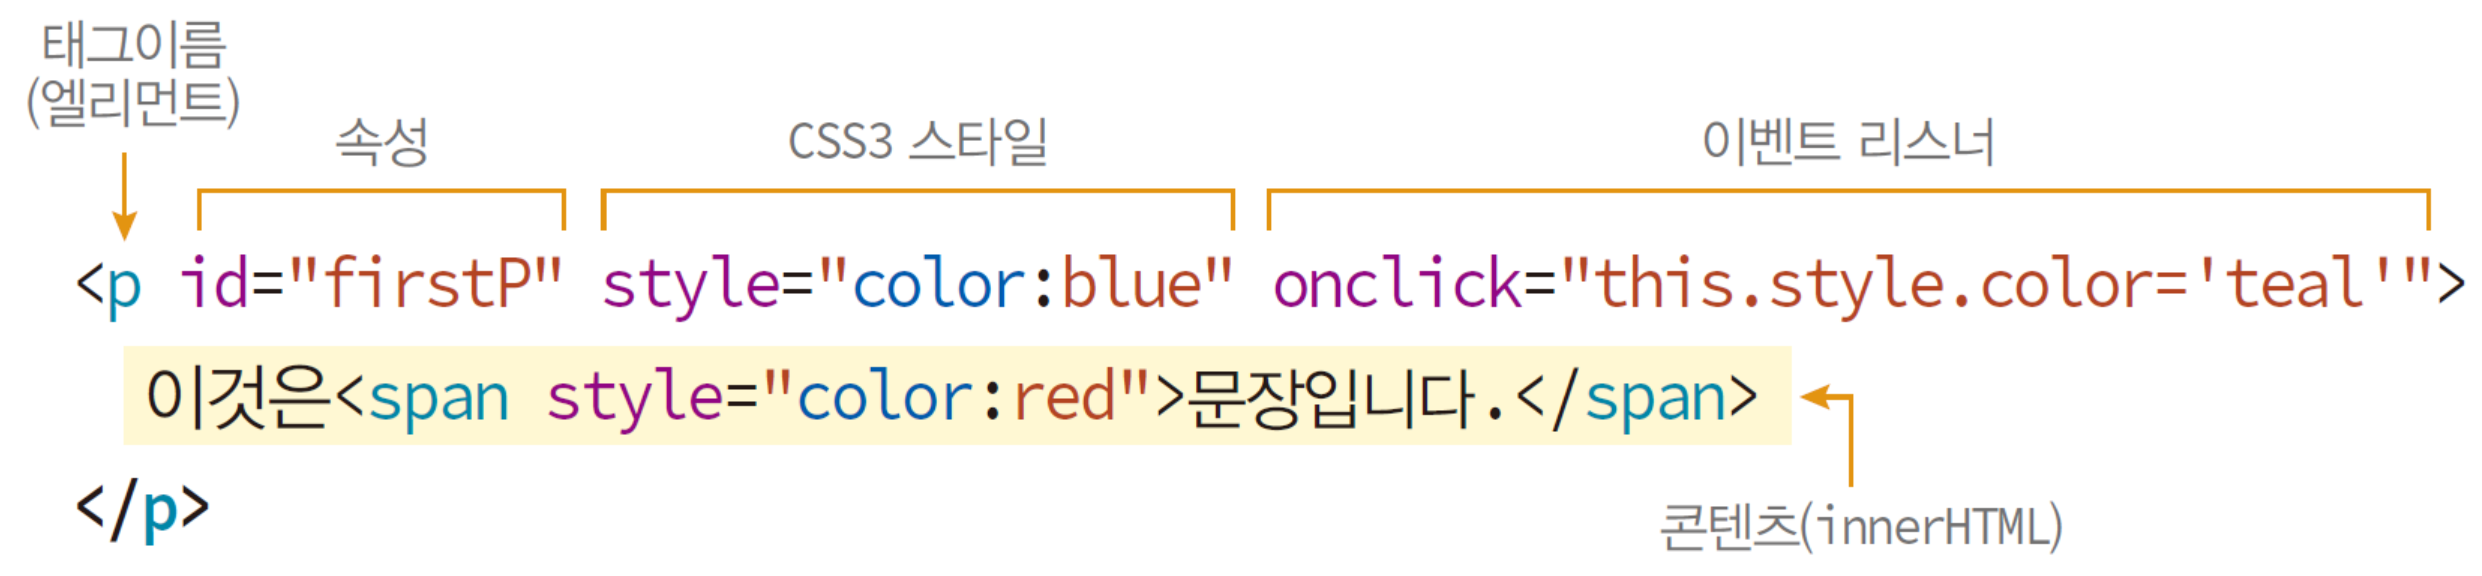 태그이름
(엘리먼트)
속성
CSS3 스타일
이벤트 리스너
<p id="firstP" style="color:blue" onclick="this.style.color='teal'">
이것은<span style="color:red">문장입니다.</span>
</p>
콘텐츠(innerHTML)